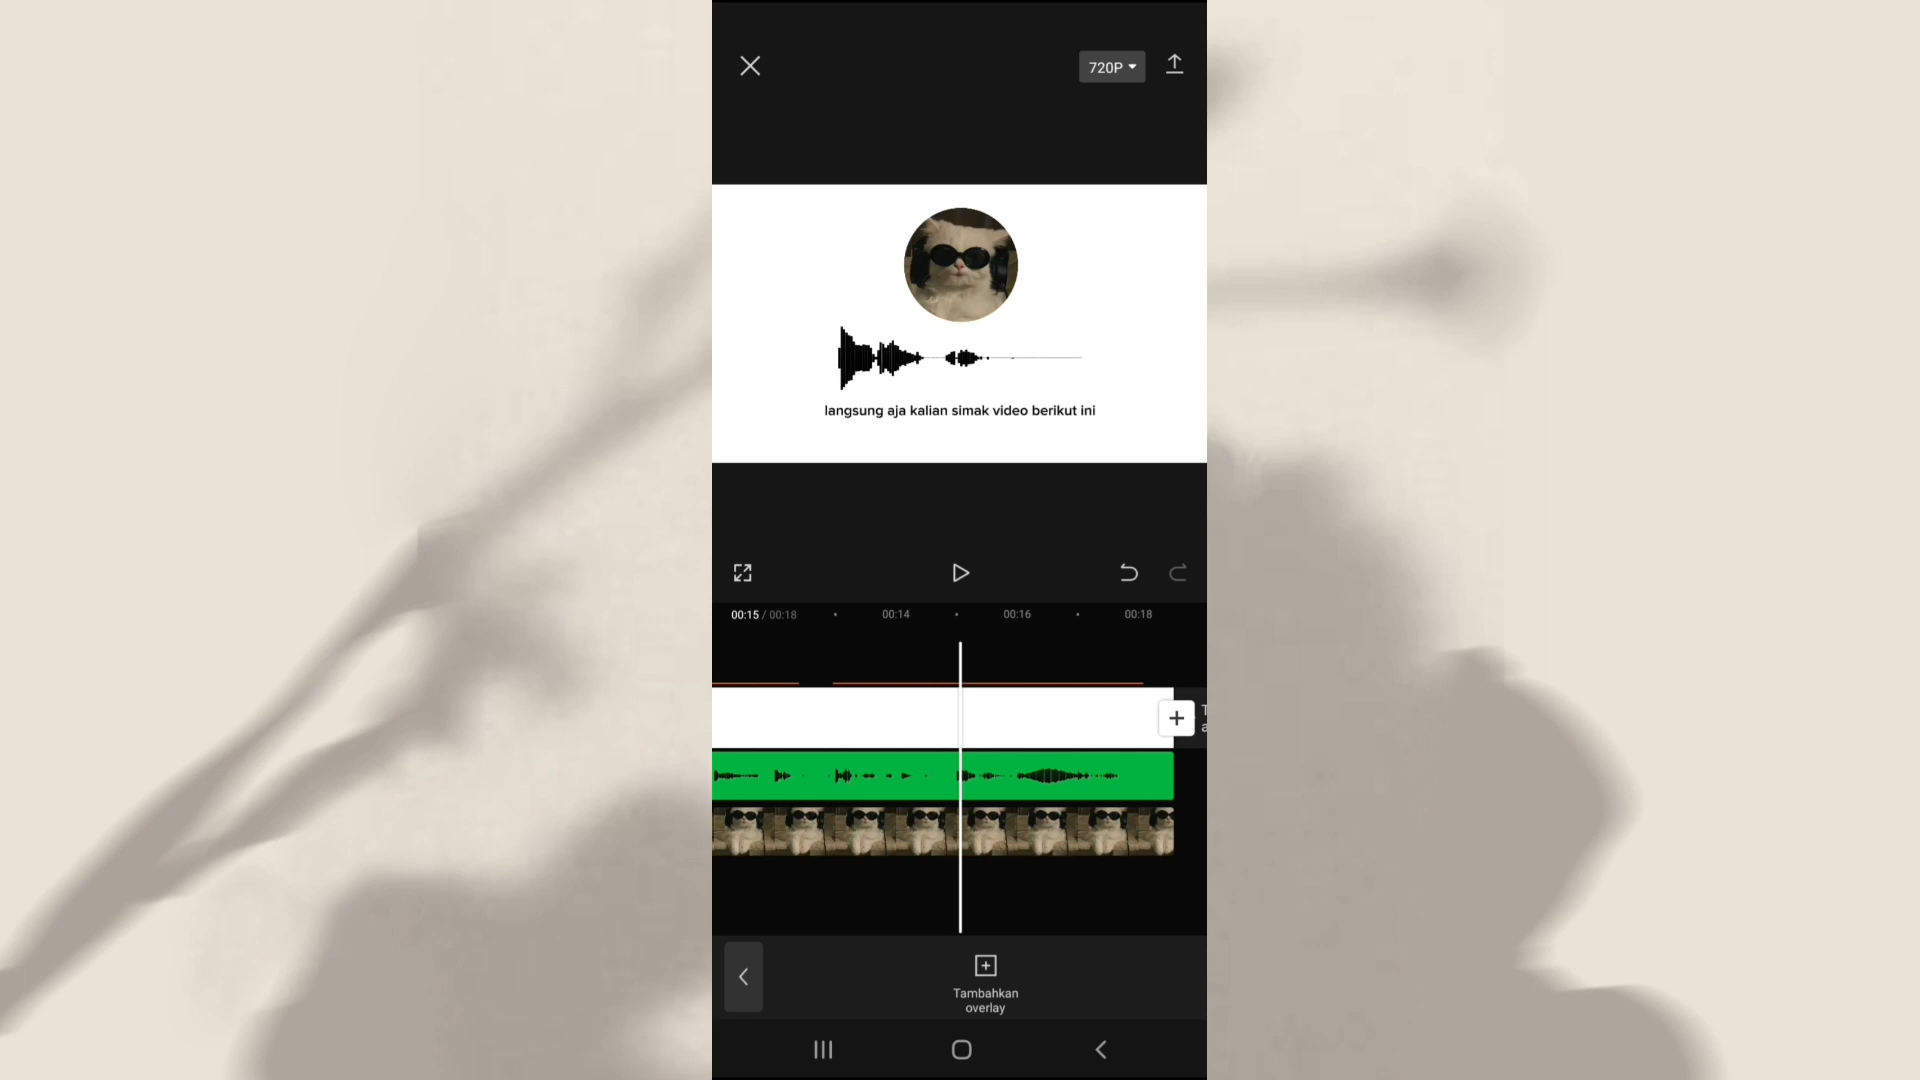 720P
langsung aja kalian simak video berikut ini
00:15 / 00:18
00:14
00:16
00:18
Tambahkan
overlay